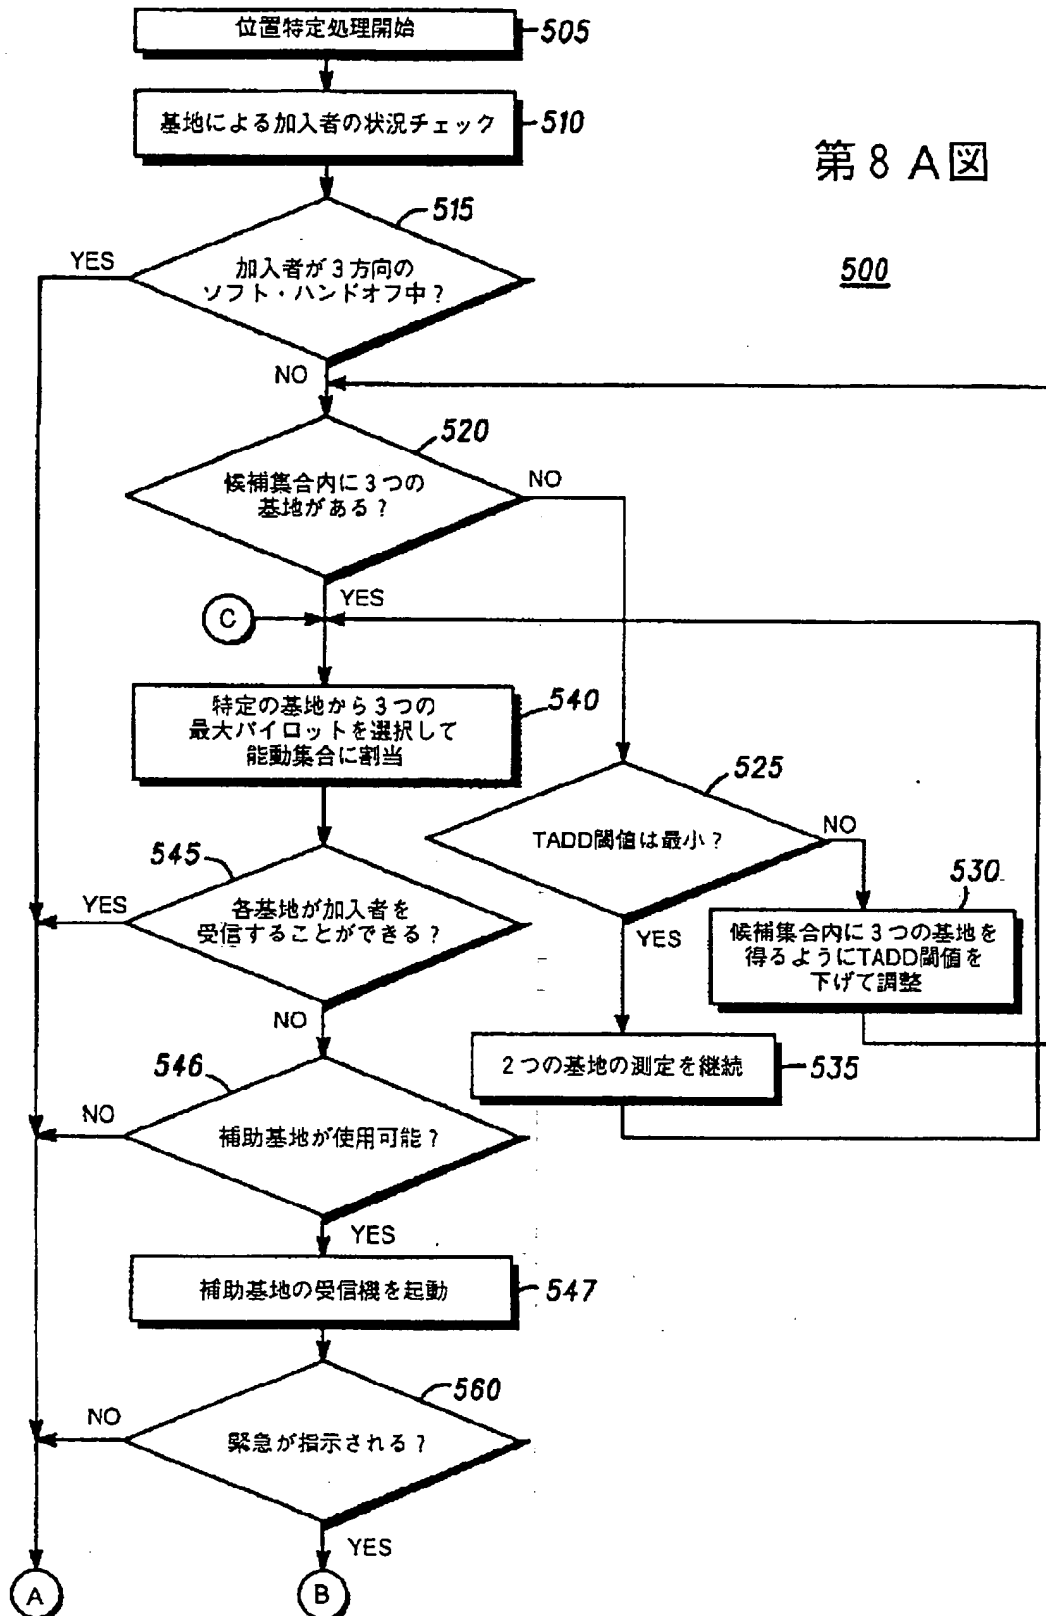 位置特定処理開始
505
基地による加入者の状況チェック
510
第8A図
500
515
加入者が3方向の
ソフト・ハンドオフ中?
YES
NO
520
候補集合内に3つの
基地がある?
NO
YES
C
540
特定の基地から3つの
最大パイロットを選択して
能動集合に割当
525
TADD閾値は最小?
NO
YES
530
候補集合内に3つの基地を
得るようにTADD閾値を
下げて調整
545
各基地が加入者を
受信することができる?
YES
NO
2つの基地の測定を継続
535
546
補助基地が使用可能?
NO
YES
補助基地の受信機を起動
547
560
緊急が指示される?
NO
YES
A
B